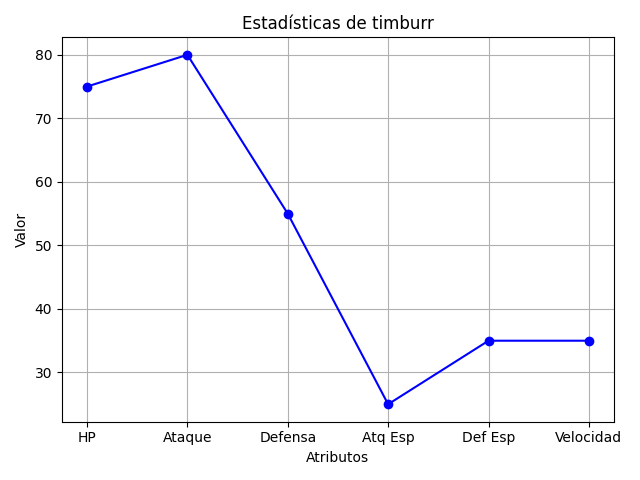 Estadísticas de timburr
Valor
80
70
60
50
40
30
HP Ataque Defensa Atq Esp Def Esp Velocidad
Atributos